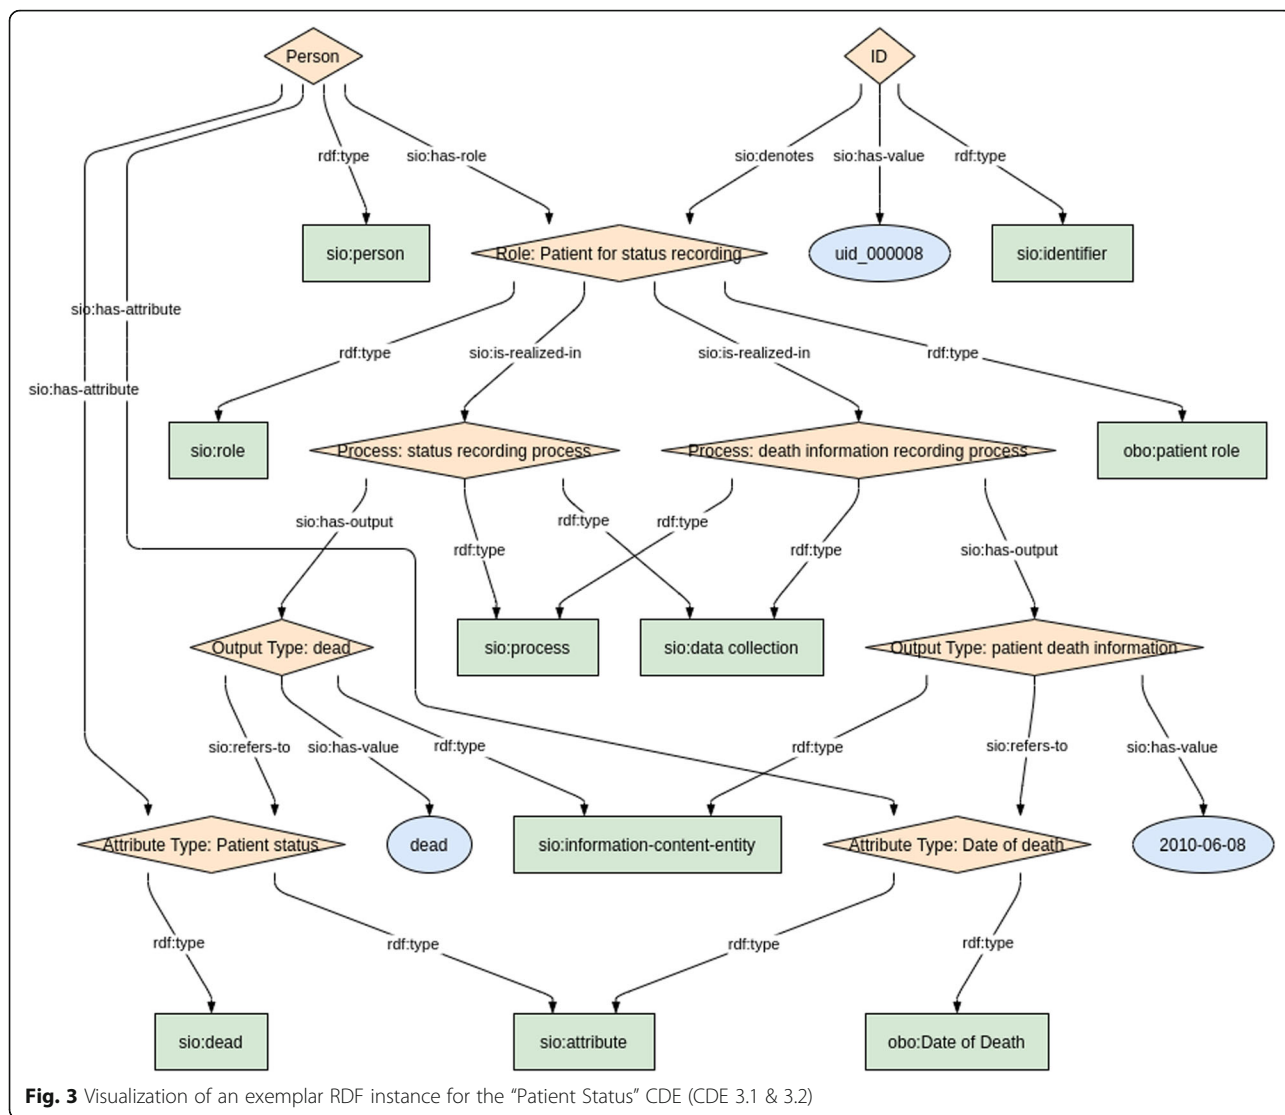 Person
ID
rdf:type
sio:has-role
sio:denotes
sio:has-value
rdf:type
sio:person
Role: Patient for status recording
uid_000008
sio:identifier
sio:has-attribute
rdf:type
sio:is-realized-in
sio:is-realized-in
rdf:type
sio:has-attribute
sio:role
Process: status recording process
Process: death information recording process
obo:patient role
sio:has-output
rdf:type
rdf:type
rdf:type
rdf:type
sio:has-output
Output Type: dead
sio:process
sio:data collection
Output Type: patient death information
sio:refers-to
sio:has-value
rdf:type
rdf:type
sio:refers-to
sio:has-value
Attribute Type: Patient status
dead
sio:information-content-entity
Attribute Type: Date of death
2010-06-08
rdf:type
rdf:type
rdf:type
rdf:type
sio:dead
sio:attribute
obo:Date of Death
Fig. 3 Visualization of an exemplar RDF instance for the “Patient Status” CDE (CDE 3.1 & 3.2)